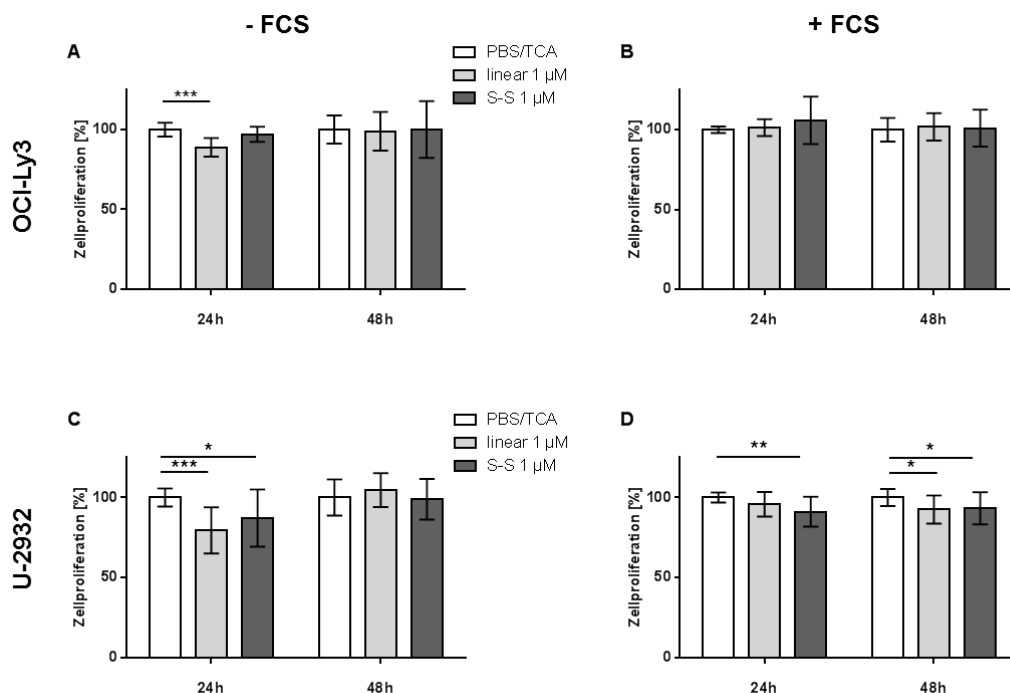 - FCS
+ FCS
OCI-Ly3
A
PBS/TCA
linear 1 µM
S-S 1 µM
***
Zellproliferation [%]
100
50
0
24h
48h
B
Zellproliferation [%]
100
50
0
24h
48h
U-2932
C
PBS/TCA
linear 1 µM
S-S 1 µM
*
***
Zellproliferation [%]
100
50
0
24h
48h
D
**
*
*
Zellproliferation [%]
100
50
0
24h
48h